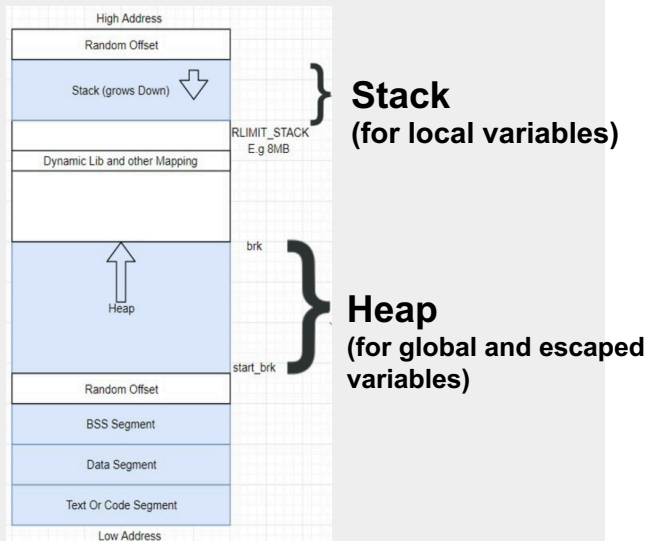 High Address
Random Offset
Stack (grows Down)
Stack
(for local variables)
RLIMIT_STACK
E.g 8MB
Dynamic Lib and other Mapping
brk
Heap
Heap
(for global and escaped
variables)
start_brk
Random Offset
BSS Segment
Data Segment
Text Or Code Segment
Low Address